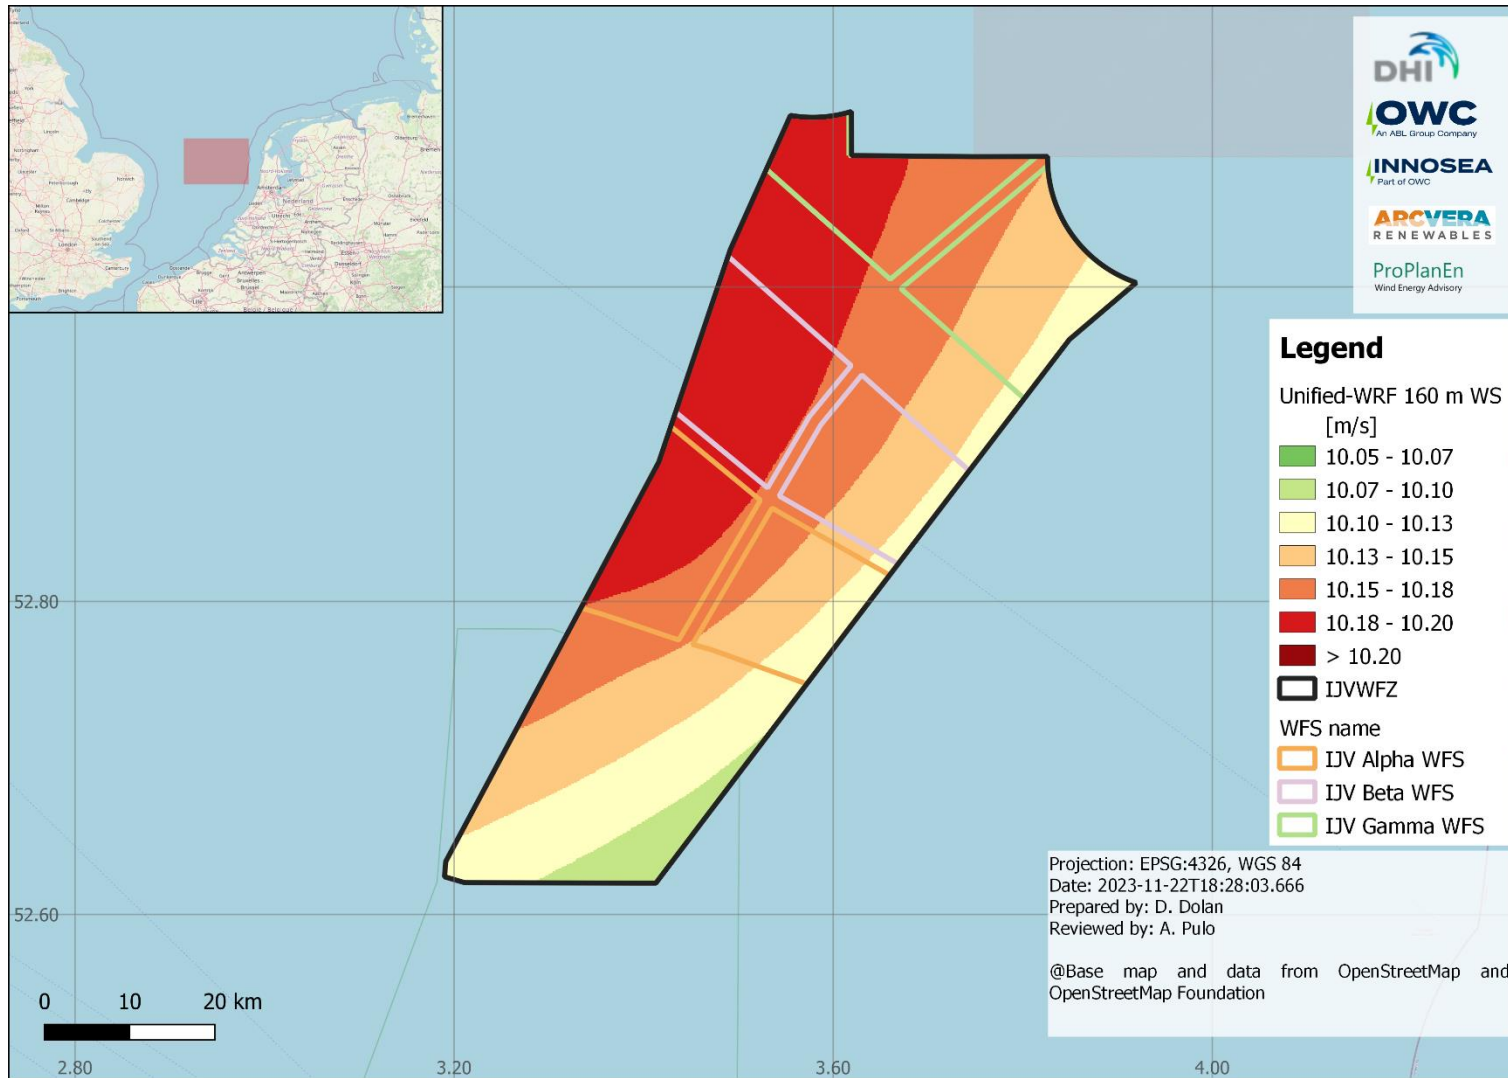 DHI
OWC
An ABL Group Company
INNOSEA
Part of OWC
ARCVERA
RENEWABLES
ProPlanEn
Wind Energy Advisory
Legend
Unified-WRF 160 m WS
[m/s]
10.05 - 10.07
10.07 - 10.10
10.10 - 10.13
10.13 - 10.15
10.15 - 10.18
10.18 - 10.20
> 10.20
IJVWFZ
WFS name
IJV Alpha WFS
IJV Beta WFS
IJV Gamma WFS
Projection: EPSG:4326, WGS 84
Date: 2023-11-22T18:28:03.666
Prepared by: D. Dolan
Reviewed by: A. Pulo
@Base map and data from OpenStreetMap and
OpenStreetMap Foundation
52.80
52.60
0 10 20 km
2.80 3.20 3.60 4.00